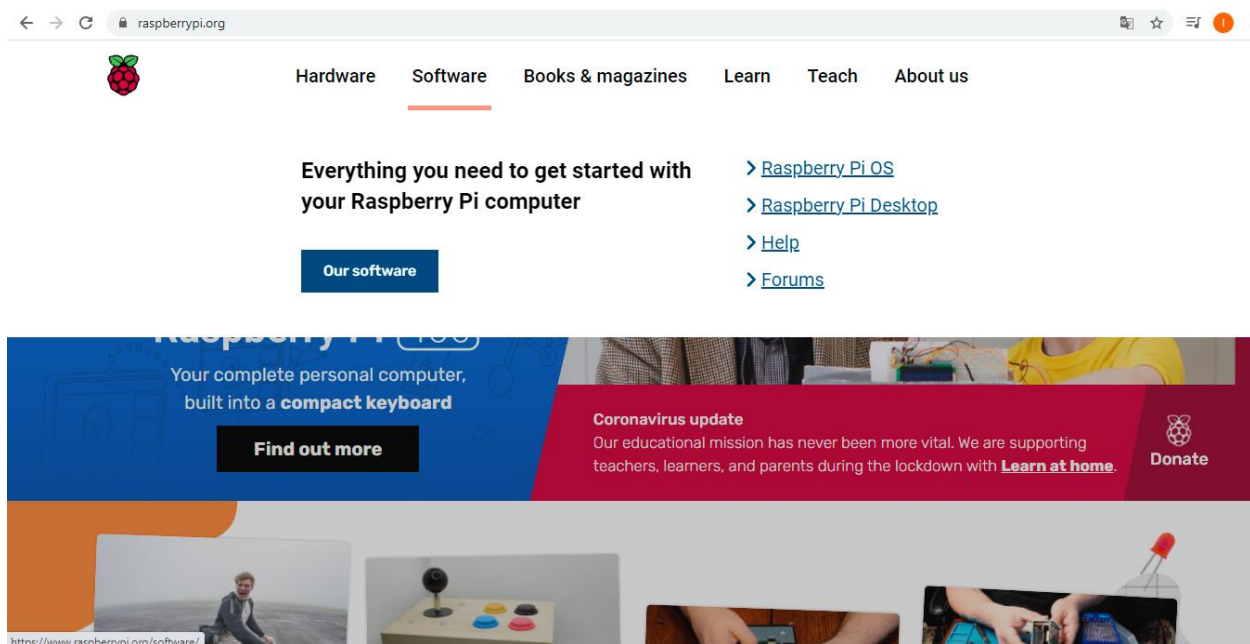 raspberrypi.org
Hardware Software Books & magazines Learn Teach About us
Everything you need to get started with
your Raspberry Pi computer
Our software
Raspberry Pi OS
Raspberry Pi Desktop
Help
Forums
Raspberry Pi 400
Your complete personal computer,
built into a compact keyboard
Find out more
Coronavirus update
Our educational mission has never been more vital. We are supporting
teachers, learners, and parents during the lockdown with Learn at home.
Donate
https://www.raspberrypi.org/software/